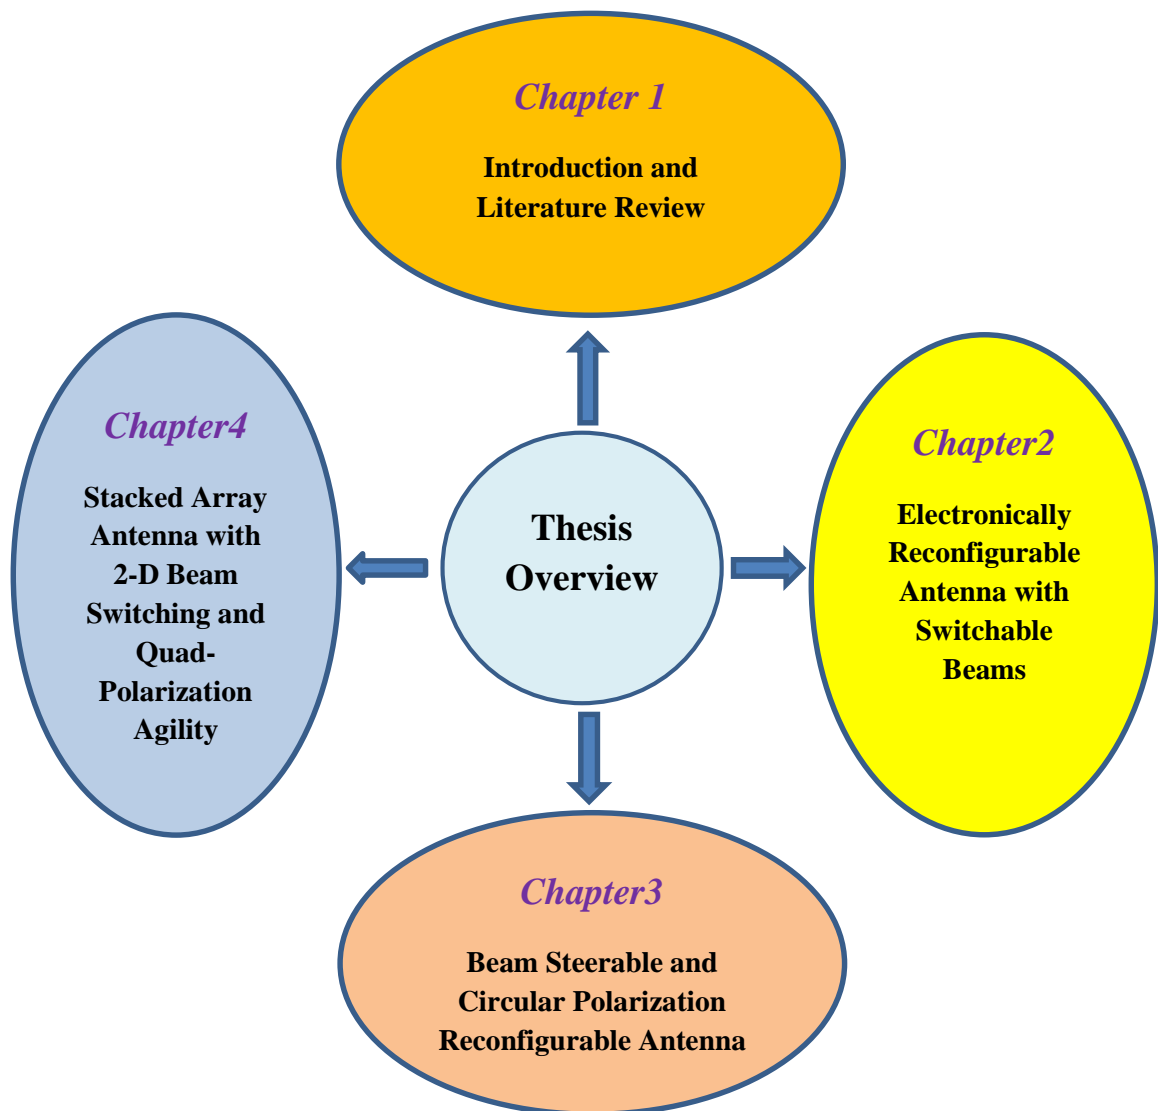 Chapter 1
Introduction and
Literature Review
Chapter4
Stacked Array
Antenna with
2-D Beam
Switching and
Quad-
Polarization
Agility
Thesis
Overview
Chapter2
Electronically
Reconfigurable
Antenna with
Switchable
Beams
Chapter3
Beam Steerable and
Circular Polarization
Reconfigurable Antenna